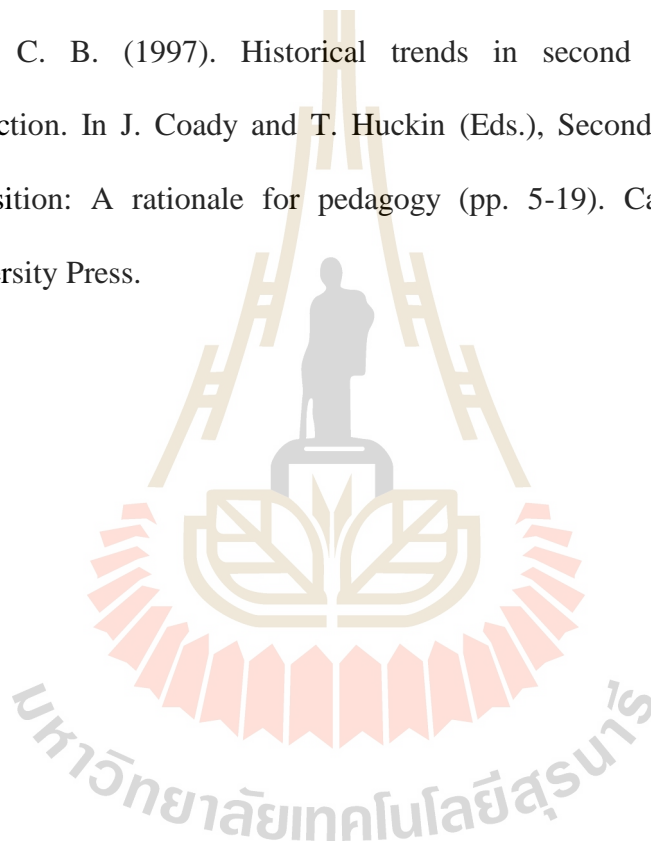 C. B. (1997). Historical trends in second
ction. In J. Coady and T. Huckin (Eds.), Second
sition: A rationale for pedagogy (pp. 5-19). Ca
ersity Press.
มหาวิทยาลัยเทคโนโลยีสุรนารี